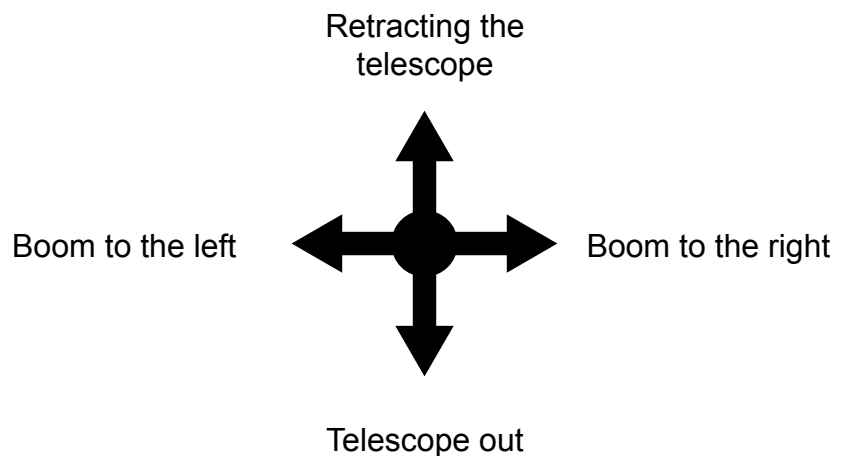 Retracting the
telescope
Boom to the left
Boom to the right
Telescope out